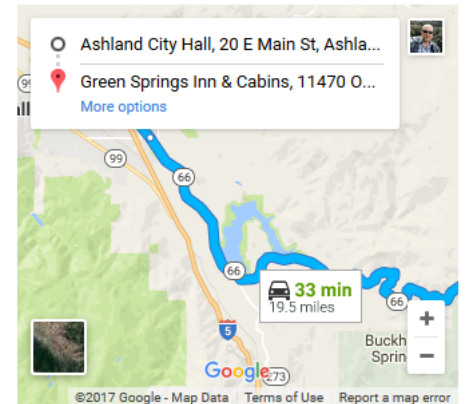 Ashland City Hall, 20 E Main St, Ashla...
Green Springs Inn & Cabins, 11470 O...
More options
99
66
66
33 min
19.5 miles
66
5
Buckh
Sprin
+
−
Google
273
©2017 Google - Map Data Terms of Use Report a map error